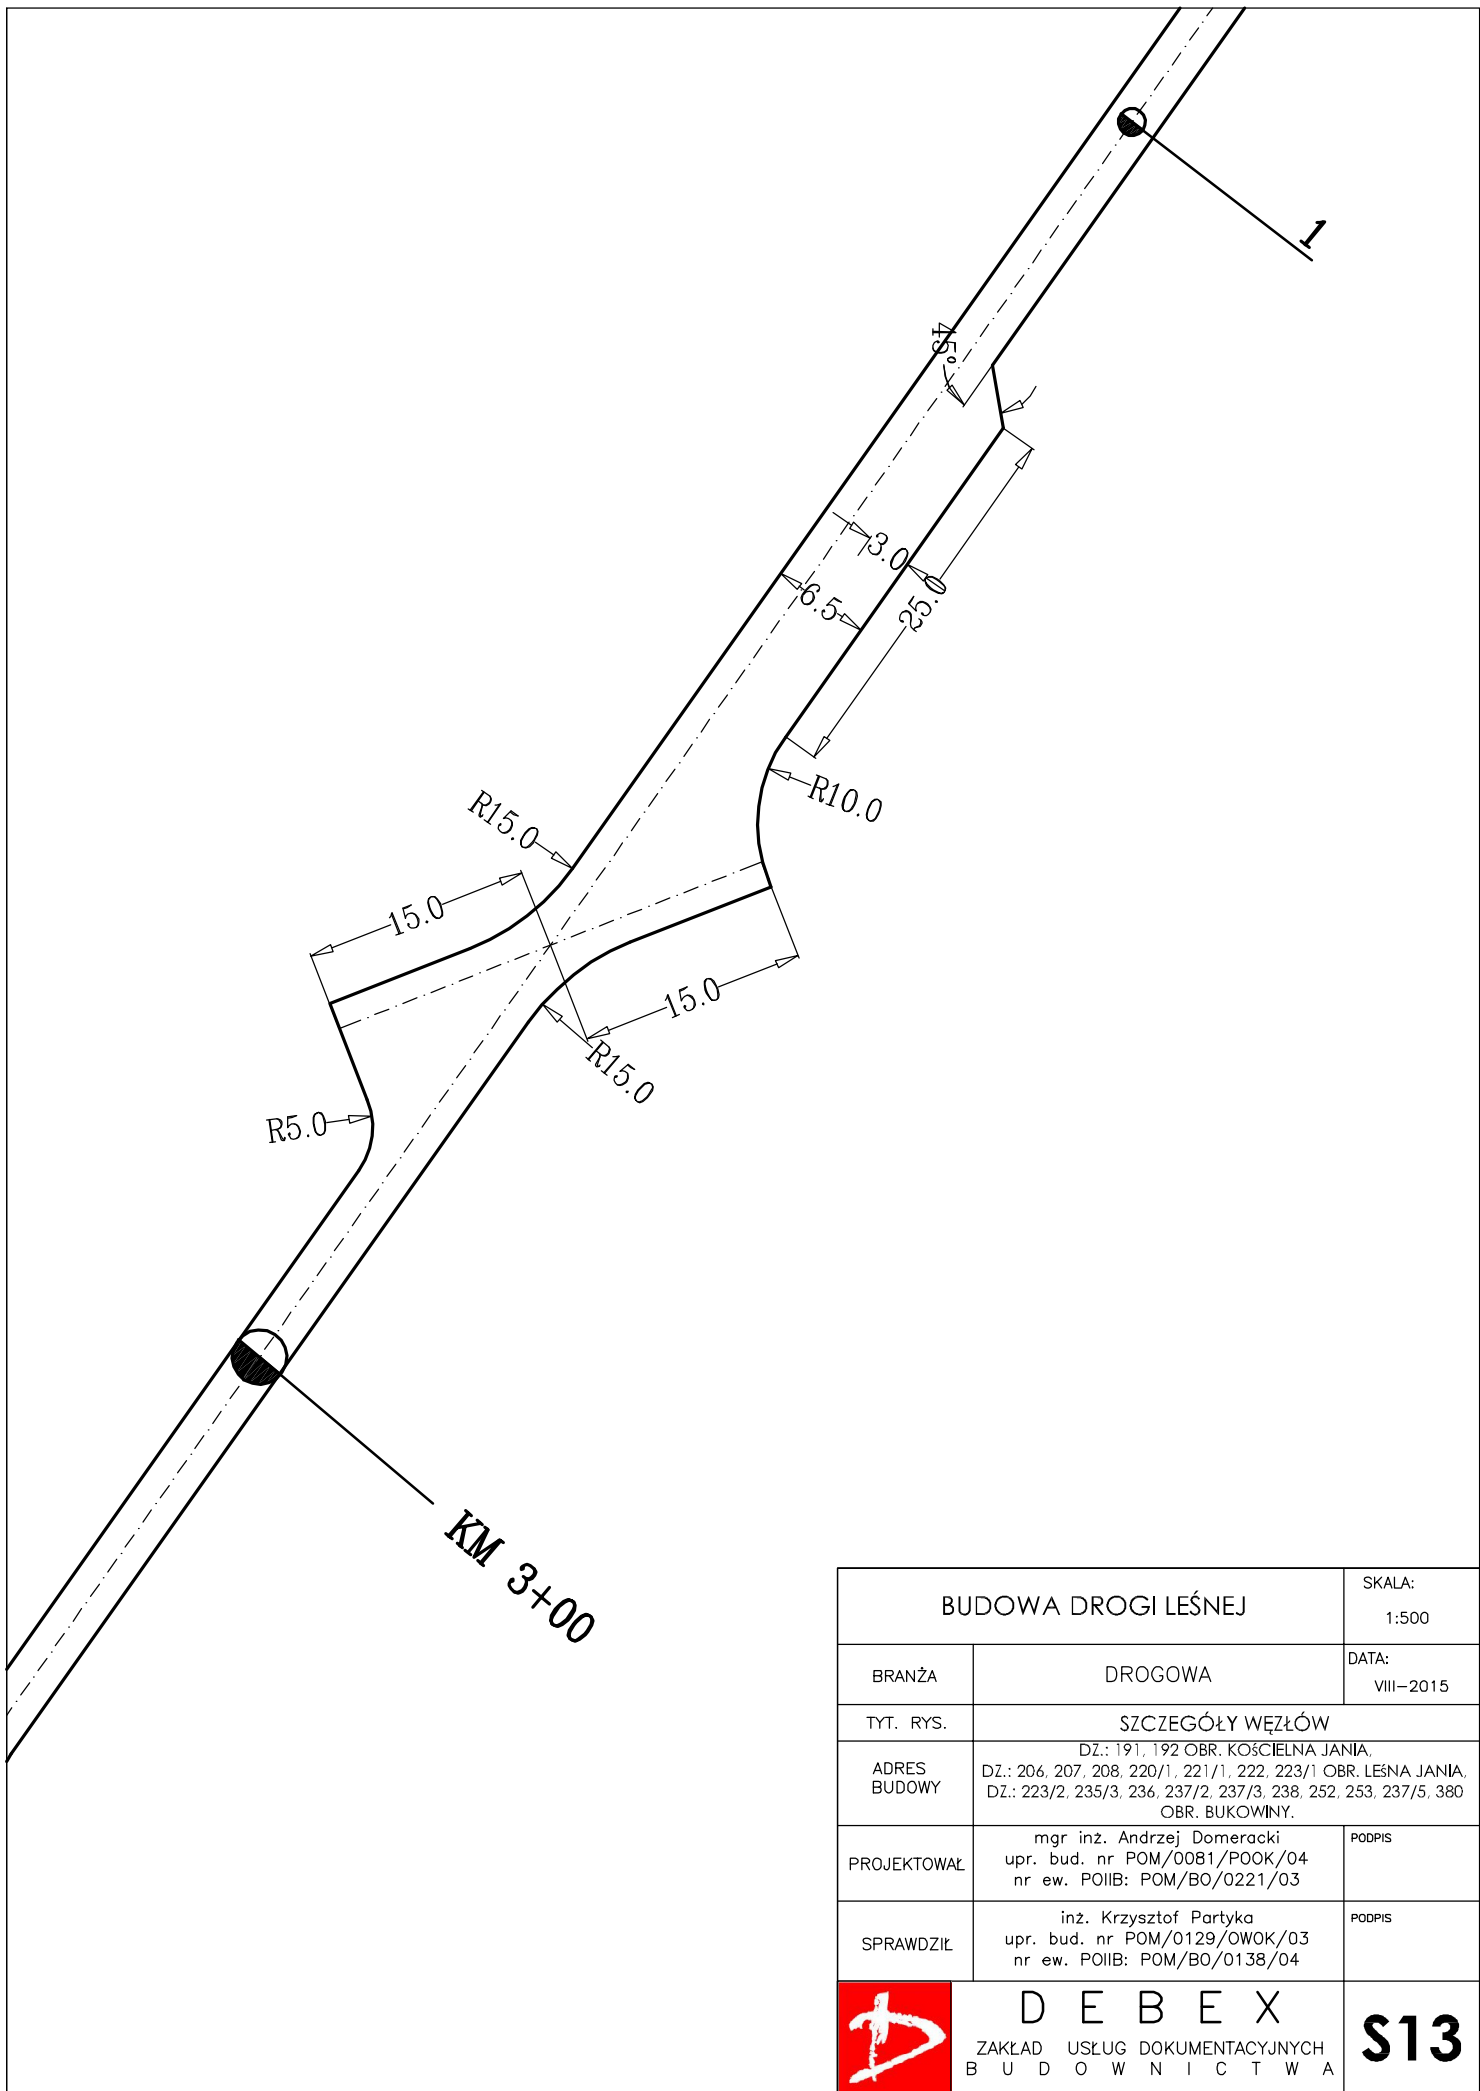 1
45°
3.0
6.5
25.0
R10.0
R15.0
15.0
15.0
R15.0
R5.0
KM 3+00
BUDOWA DROGI LEŚNEJ
SKALA:
1:500
BRANŻA
DROGOWA
DATA:
VIII-2015
TYT. RYS.
SZCZEGÓŁY WĘZŁÓW
ADRES
BUDOWY
DZ.: 191, 192 OBR. KOŚCIELNA JANIA,
DZ.: 206, 207, 208, 220/1, 221/1, 222, 223/1 OBR. LEŚNA JANIA,
DZ.: 223/2, 235/3, 236, 237/2, 237/3, 238, 252, 253, 237/5, 380
OBR. BUKOWINY.
PROJEKTOWAŁ
mgr inż. Andrzej Domeracki
upr. bud. nr POM/0081/POOK/04
nr ew. POIIB: POM/BO/0221/03
PODPIS
SPRAWDZIŁ
inż. Krzysztof Partyka
upr. bud. nr POM/0129/OWOK/03
nr ew. POIIB: POM/BO/0138/04
PODPIS
D E B E X
ZAKŁAD USŁUG DOKUMENTACYJNYCH
B U D O W N I C T W A
S13